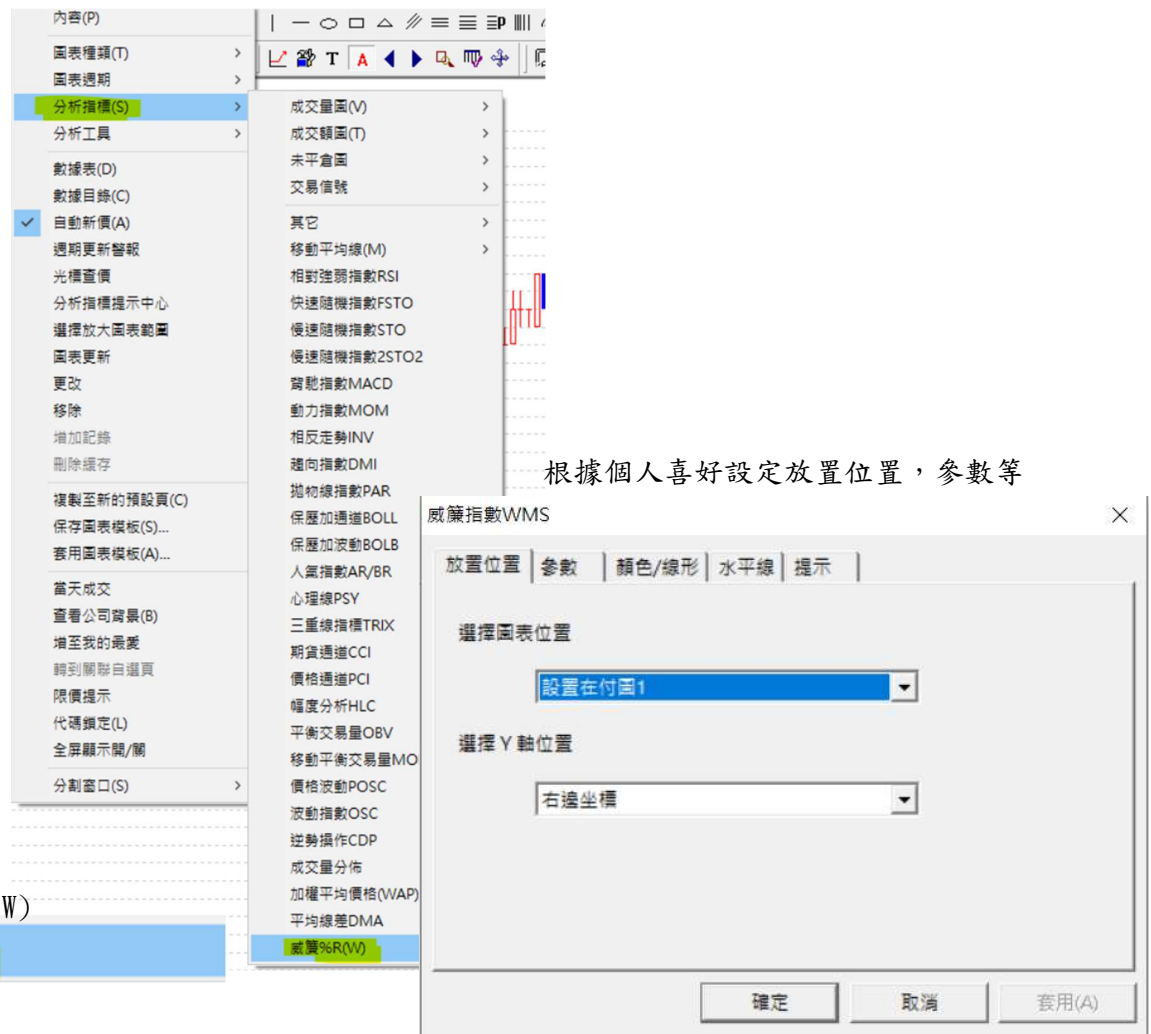 內容(P)
圖表種類(T)
圖表週期
分析指標(S)
分析工具
數據表(D)
數據目錄(C)
自動新價(A)
週期更新警報
光標查價
分析指標提示中心
選擇放大圖表範圍
圖表更新
更改
移除
增加記錄
刪除緩存
複製至新的預設頁(C)
保存圖表模板(S)...
套用圖表模板(A)...
當天成交
查看公司背景(B)
增至我的最愛
轉到關聯自選頁
限價提示
代碼鎖定(L)
全屏顯示開/關
分割窗口(S)
W)
T A
成交量圖(V)
成交額圖(T)
未平倉圖
交易信號
其它
移動平均線(M)
相對強弱指數RSI
快速隨機指數FSTO
慢速隨機指數STO
慢速隨機指數2STO2
背馳指數MACD
動力指數MOM
相反走勢INV
趨向指數DMI
拋物線指數PAR
保歷加通道BOLL
保歷加波動BOLB
人氣指數AR/BR
心理線PSY
三重線指標TRIX
期貨通道CCI
價格通道PCI
幅度分析HLC
平衡交易量OBV
移動平衡交易量MO
價格波動POSC
波動指數OSC
逆勢操作CDP
成交量分佈
加權平均價格(WAP)
平均線差DMA
威簾%R(W)
根據個人喜好設定放置位置，參數等
威簾指數WMS
放置位置 參數 顏色/線形 水平線 提示
選擇圖表位置
設置在付圖1
選擇 Y 軸位置
右邊坐標
確定 取消 套用(A)